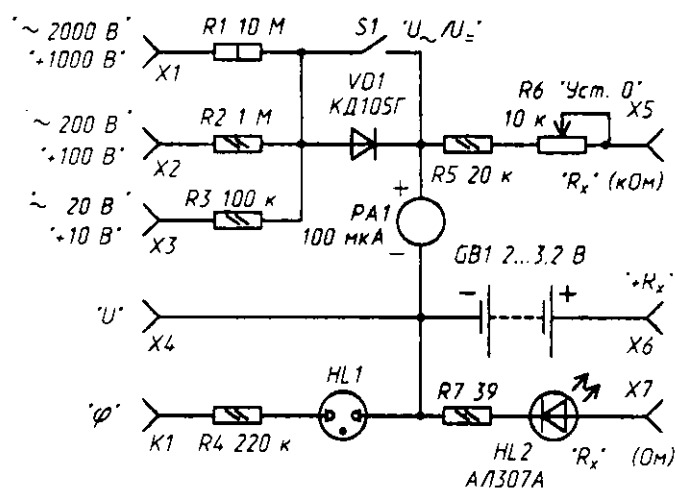 "~ 2000 В" R1 10 М S1 "U~/U="
"+1000 В" X1
VD1
КД105Г
R6 "Уст. 0" X5
"~ 200 В" R2 1 М 10 к
"+100 В" X2
R5 20 к "Rx" (кОм)
"~ 20 В" R3 100 к + PA1
"+10 В" X3 100 мкА
–
GB1 2...3,2 В
– + "+Rx"
"U" X4 X6
HL1 R7 39 X7
"φ"
K1 R4 220 к HL2 "Rx" (Ом)
АЛ307А